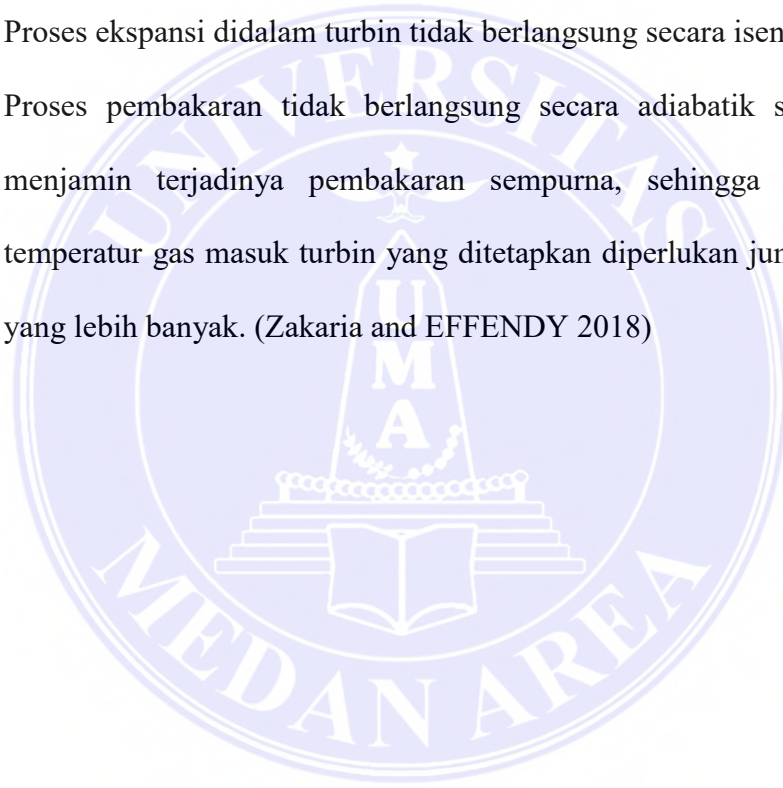 Proses ekspansi didalam turbin tidak berlangsung secara isen
Proses pembakaran tidak berlangsung secara adiabatik s
menjamin terjadinya pembakaran sempurna, sehingga
temperatur gas masuk turbin yang ditetapkan diperlukan
yang lebih banyak. (Zakaria and EFFENDY 2018)
UNIVERSITAS
U
M
A
MEDAN AREA